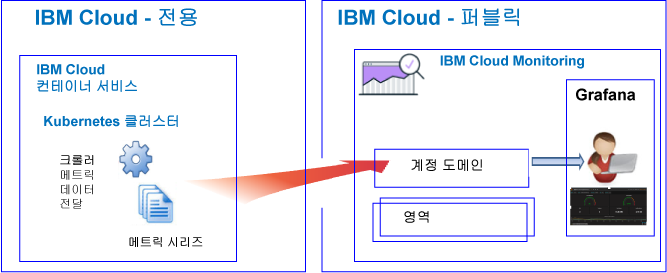 IBM Cloud - 전용
IBM Cloud
컨테이너 서비스
Kubernetes 클러스터
크롤러
메트릭
데이터
전달
메트릭 시리즈
IBM Cloud - 퍼블릭
IBM Cloud Monitoring
Grafana
계정 도메인
영역